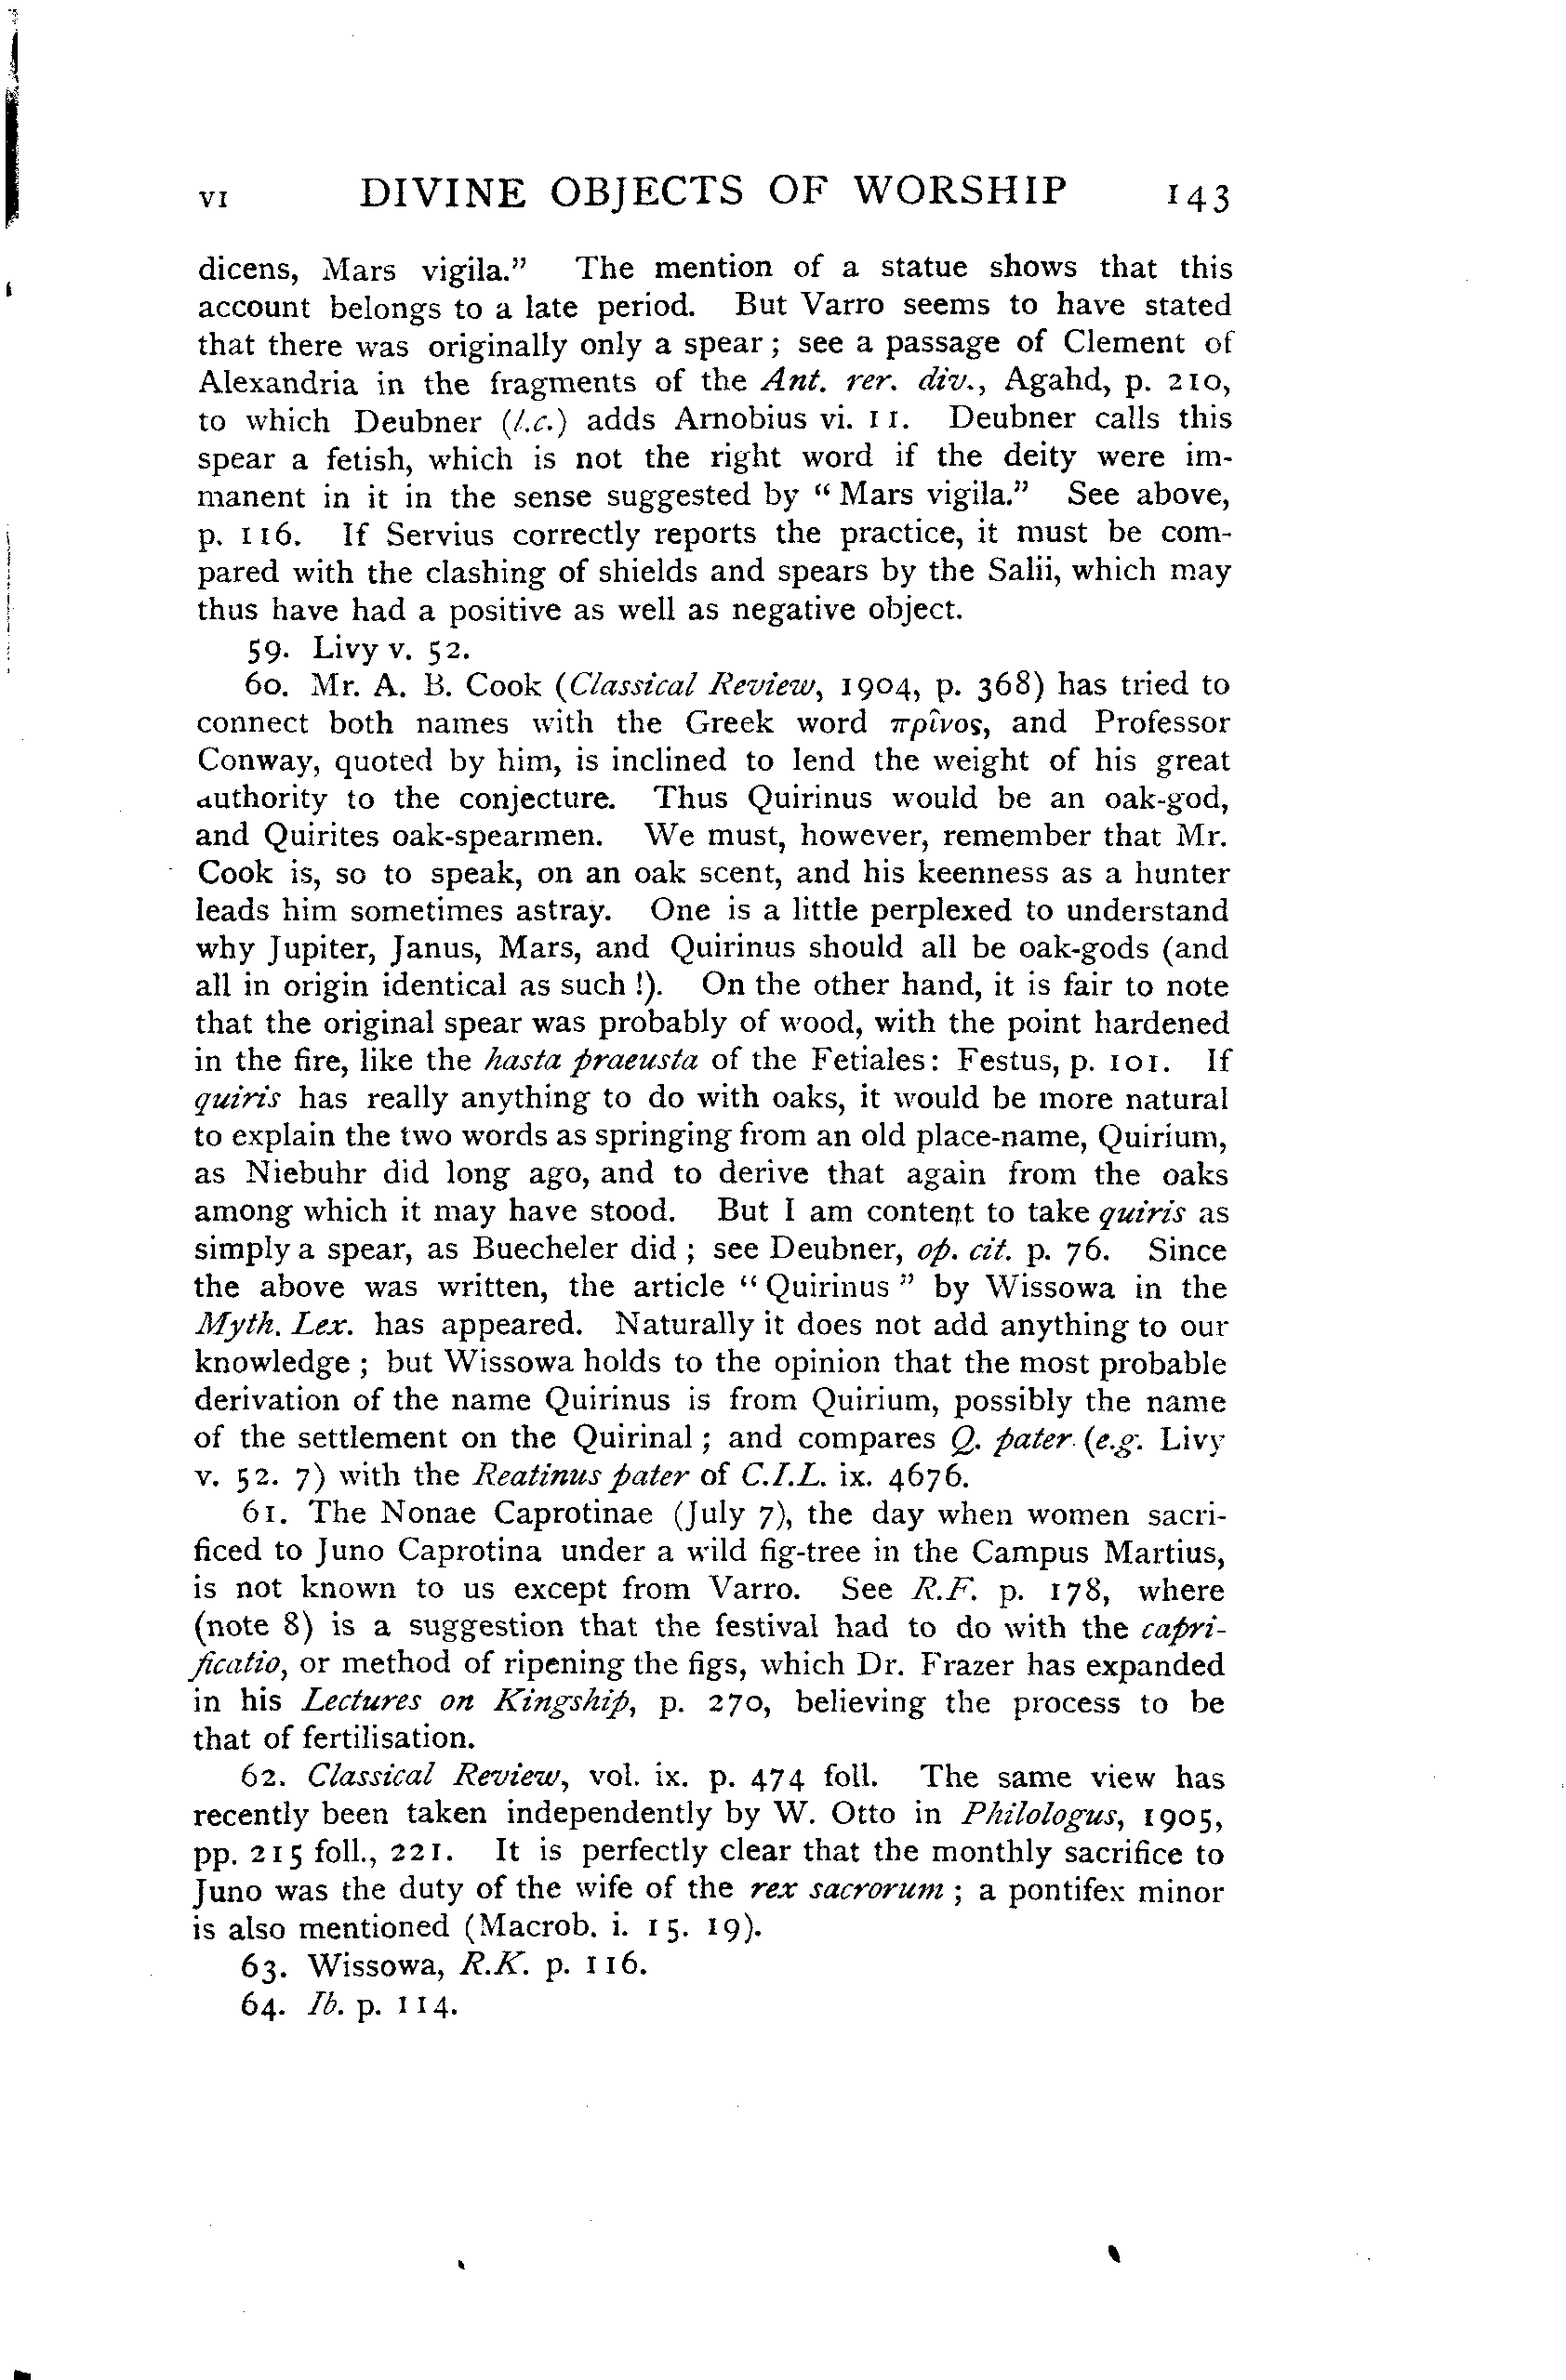 VI DIVINE OBJECTS OF WORSHIP 143
dicens, Mars vigila.” The mention of a statue shows that this
account belongs to a late period. But Varro seems to have stated
that there was originally only a spear ; see a passage of Clement of
Alexandria in the fragments of the Ant. rer. div., Agahd, p. 210,
to which Deubner (l.c.) adds Arnobius vi. 11. Deubner calls this
spear a fetish, which is not the right word if the deity were im-
manent in it in the sense suggested by “ Mars vigila.” See above,
p. 116. If Servius correctly reports the practice, it must be com-
pared with the clashing of shields and spears by the Salii, which may
thus have had a positive as well as negative object.
59. Livy v. 52.
60. Mr. A. B. Cook (Classical Review, 1904, p. 368) has tried to
connect both names with the Greek word πρῖνος, and Professor
Conway, quoted by him, is inclined to lend the weight of his great
authority to the conjecture. Thus Quirinus would be an oak-god,
and Quirites oak-spearmen. We must, however, remember that Mr.
Cook is, so to speak, on an oak scent, and his keenness as a hunter
leads him sometimes astray. One is a little perplexed to understand
why Jupiter, Janus, Mars, and Quirinus should all be oak-gods (and
all in origin identical as such !). On the other hand, it is fair to note
that the original spear was probably of wood, with the point hardened
in the fire, like the hasta praeusta of the Fetiales: Festus, p. 101. If
quiris has really anything to do with oaks, it would be more natural
to explain the two words as springing from an old place-name, Quirium,
as Niebuhr did long ago, and to derive that again from the oaks
among which it may have stood. But I am content to take quiris as
simply a spear, as Buecheler did ; see Deubner, op. cit. p. 76. Since
the above was written, the article “ Quirinus ” by Wissowa in the
Myth. Lex. has appeared. Naturally it does not add anything to our
knowledge ; but Wissowa holds to the opinion that the most probable
derivation of the name Quirinus is from Quirium, possibly the name
of the settlement on the Quirinal ; and compares Q. pater (e.g. Livy
v. 52. 7) with the Reatinus pater of C.I.L. ix. 4676.
61. The Nonae Caprotinae (July 7), the day when women sacri-
ficed to Juno Caprotina under a wild fig-tree in the Campus Martius,
is not known to us except from Varro. See R.F. p. 178, where
(note 8) is a suggestion that the festival had to do with the capri-
ficatio, or method of ripening the figs, which Dr. Frazer has expanded
in his Lectures on Kingship, p. 270, believing the process to be
that of fertilisation.
62. Classical Review, vol. ix. p. 474 foll. The same view has
recently been taken independently by W. Otto in Philologus, 1905,
pp. 215 foll., 221. It is perfectly clear that the monthly sacrifice to
Juno was the duty of the wife of the rex sacrorum ; a pontifex minor
is also mentioned (Macrob. i. 15. 19).
63. Wissowa, R.K. p. 116.
64. Ib. p. 114.